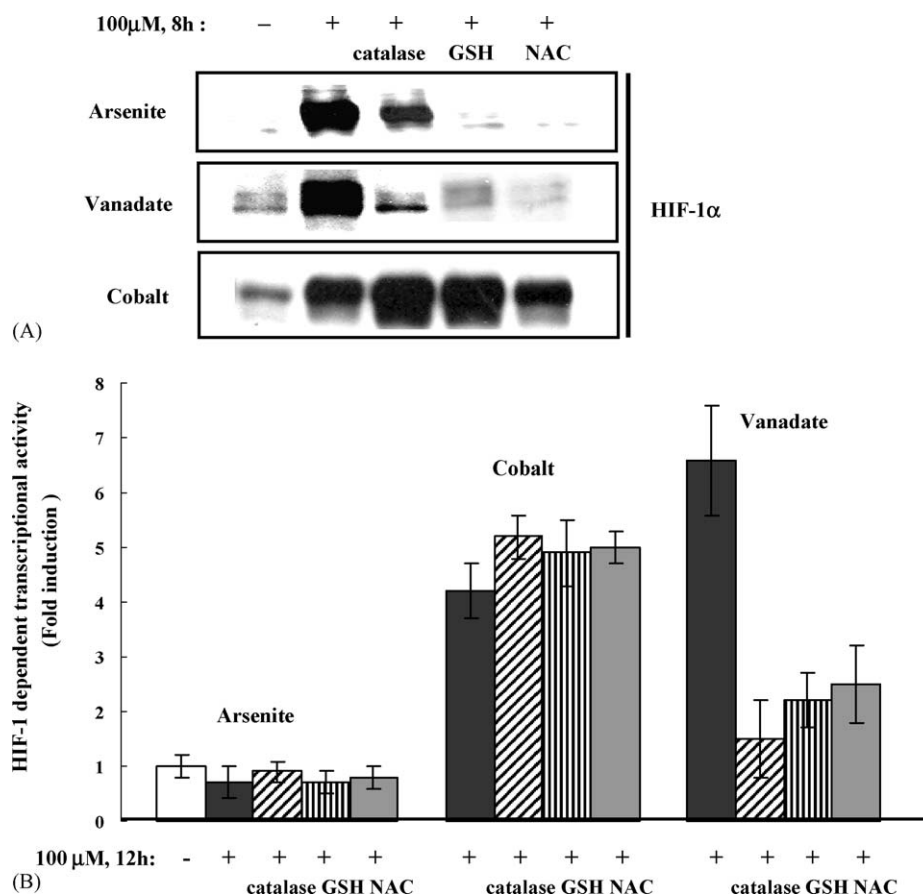 100μM, 8h : – + + + +
catalase GSH NAC
Arsenite
Vanadate
HIF-1α
Cobalt
(A)
HIF-1 dependent transcriptional activity
(Fold induction )
8
7
6
5
4
3
2
1
0
Vanadate
Cobalt
Arsenite
100 μM, 12h: - + + + + + + + + + + + +
catalase GSH NAC catalase GSH NAC catalase GSH NAC
(B)